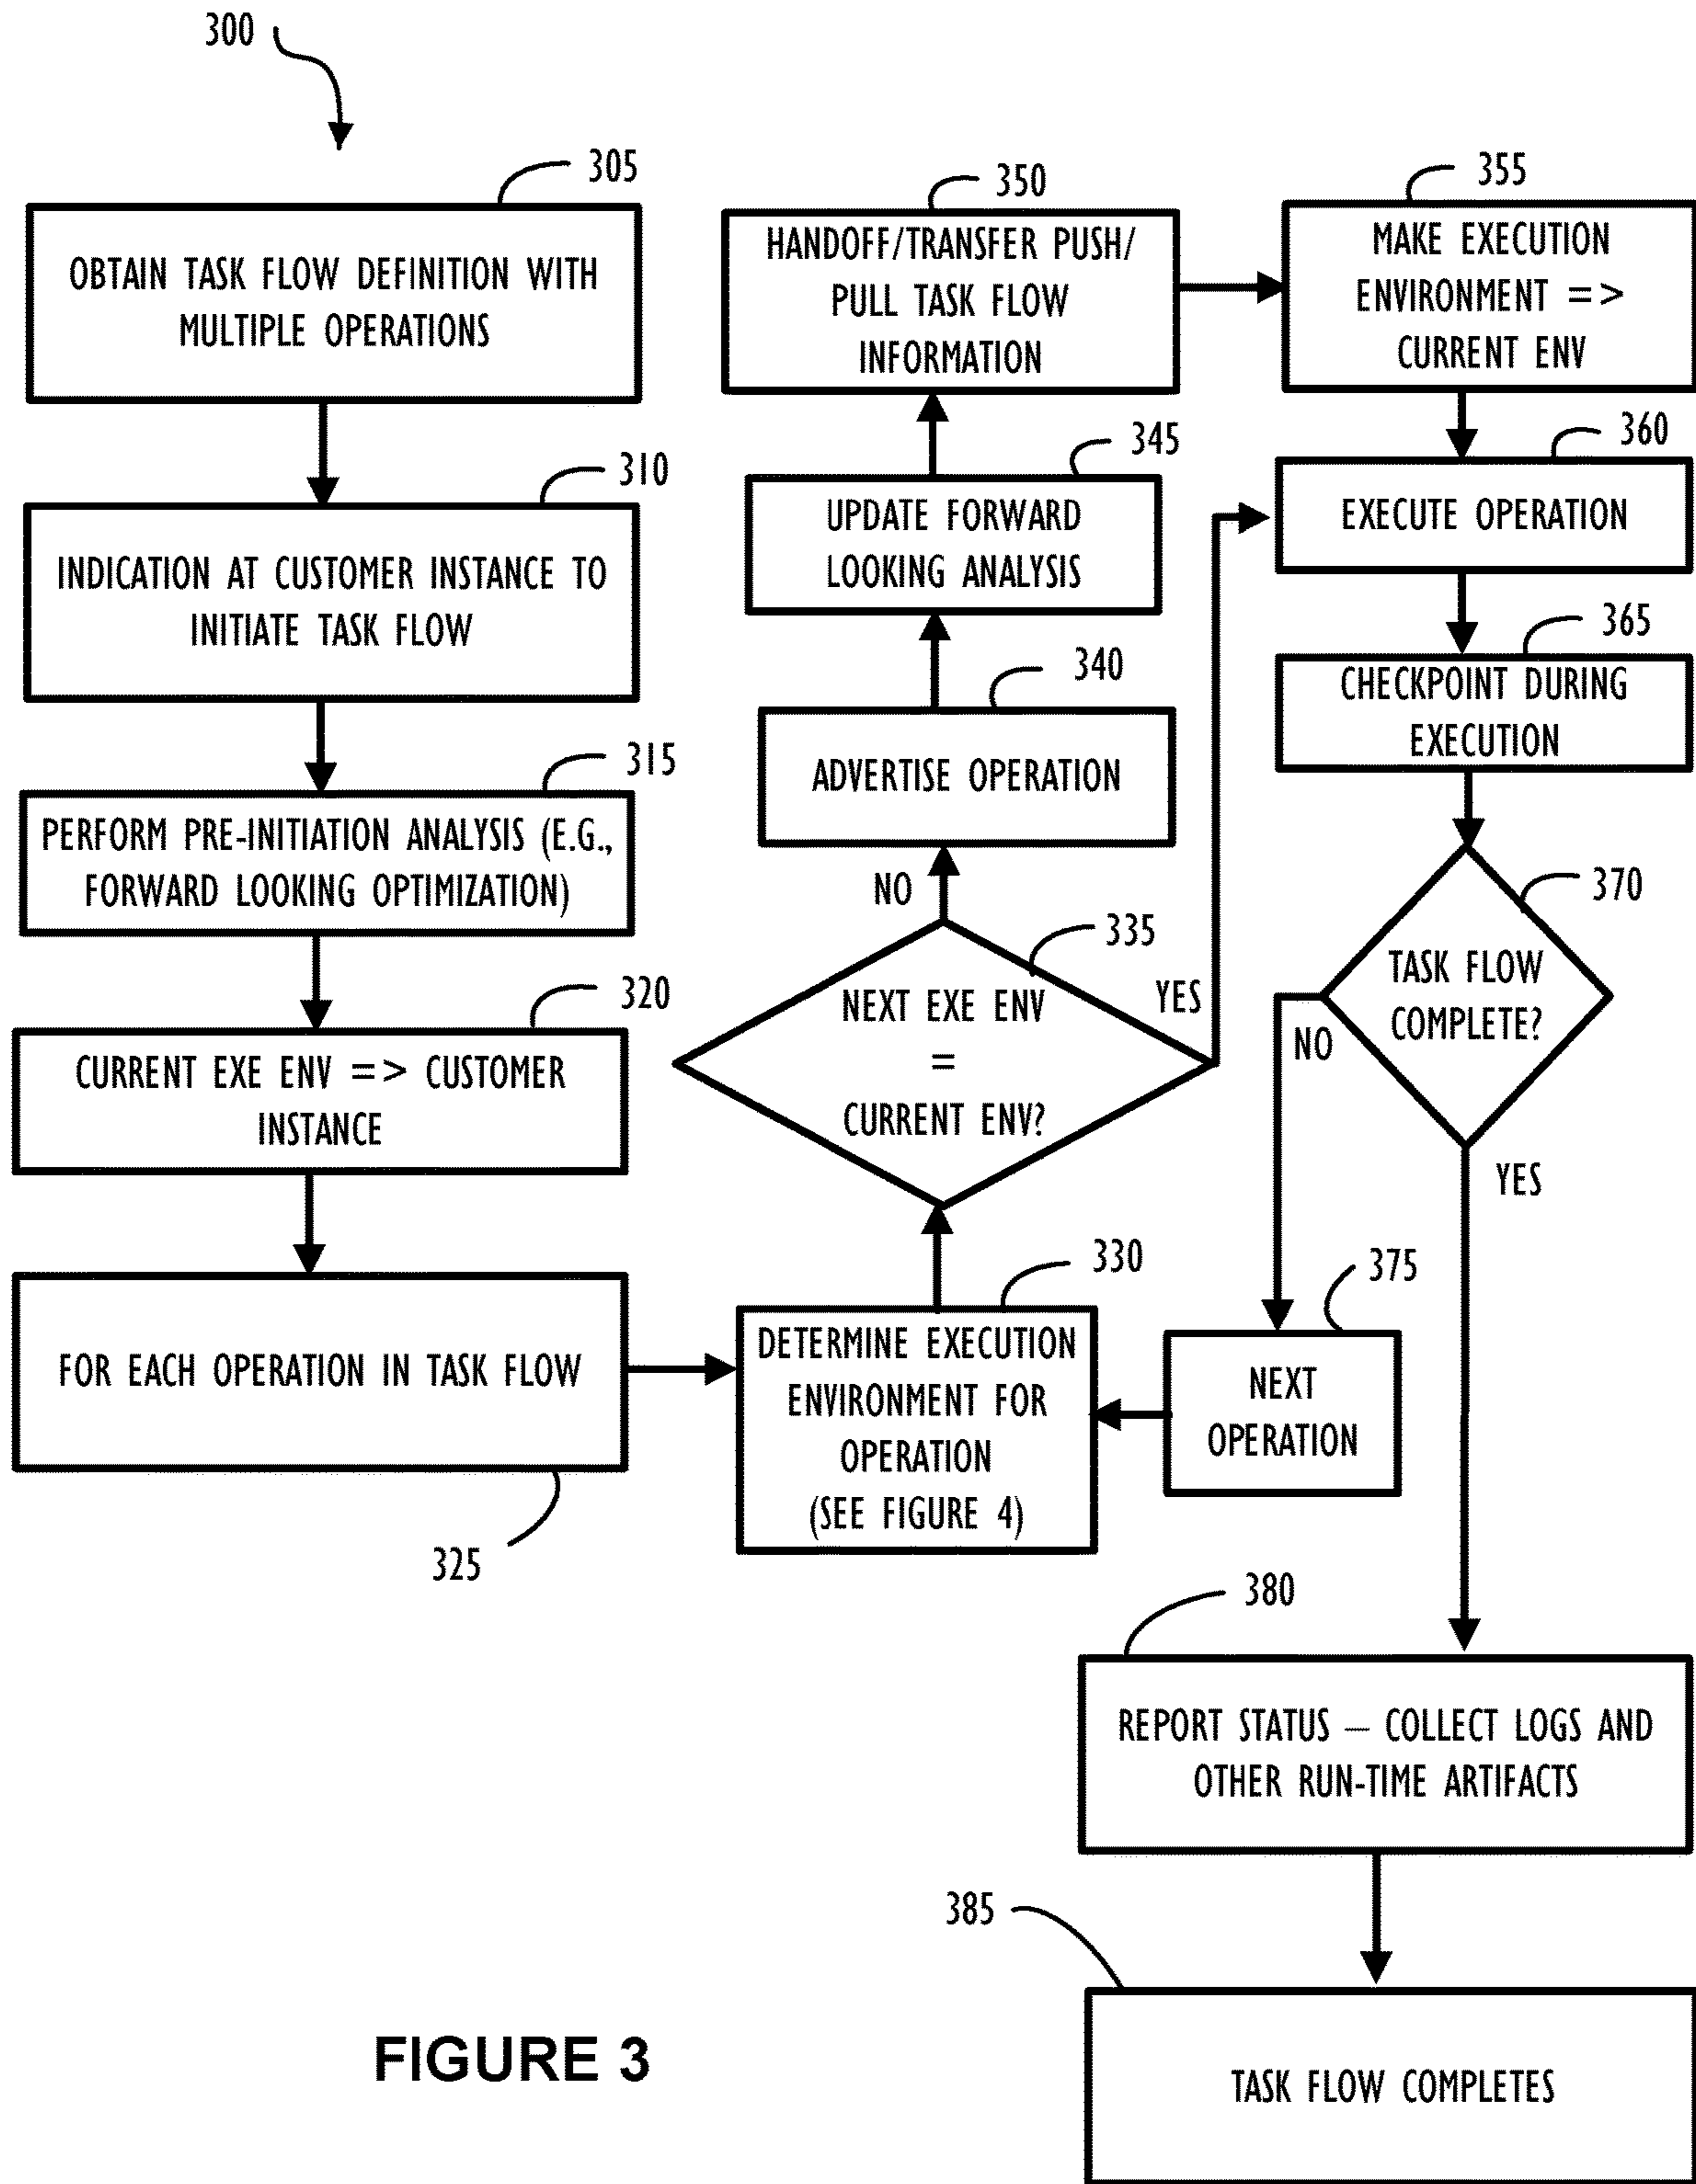 300
305
OBTAIN TASK FLOW DEFINITION WITH
MULTIPLE OPERATIONS
310
INDICATION AT CUSTOMER INSTANCE TO
INITIATE TASK FLOW
315
PERFORM PRE-INITIATION ANALYSIS (E.G.,
FORWARD LOOKING OPTIMIZATION)
320
CURRENT EXE ENV => CUSTOMER
INSTANCE
FOR EACH OPERATION IN TASK FLOW
325
330
DETERMINE EXECUTION
ENVIRONMENT FOR
OPERATION
(SEE FIGURE 4)
335
NEXT EXE ENV
=
CURRENT ENV?
NO
YES
340
ADVERTISE OPERATION
345
UPDATE FORWARD
LOOKING ANALYSIS
350
HANDOFF/TRANSFER PUSH/
PULL TASK FLOW
INFORMATION
355
MAKE EXECUTION
ENVIRONMENT =>
CURRENT ENV
360
EXECUTE OPERATION
365
CHECKPOINT DURING
EXECUTION
370
TASK FLOW
COMPLETE?
NO
YES
375
NEXT
OPERATION
380
REPORT STATUS – COLLECT LOGS AND
OTHER RUN-TIME ARTIFACTS
385
TASK FLOW COMPLETES
FIGURE 3